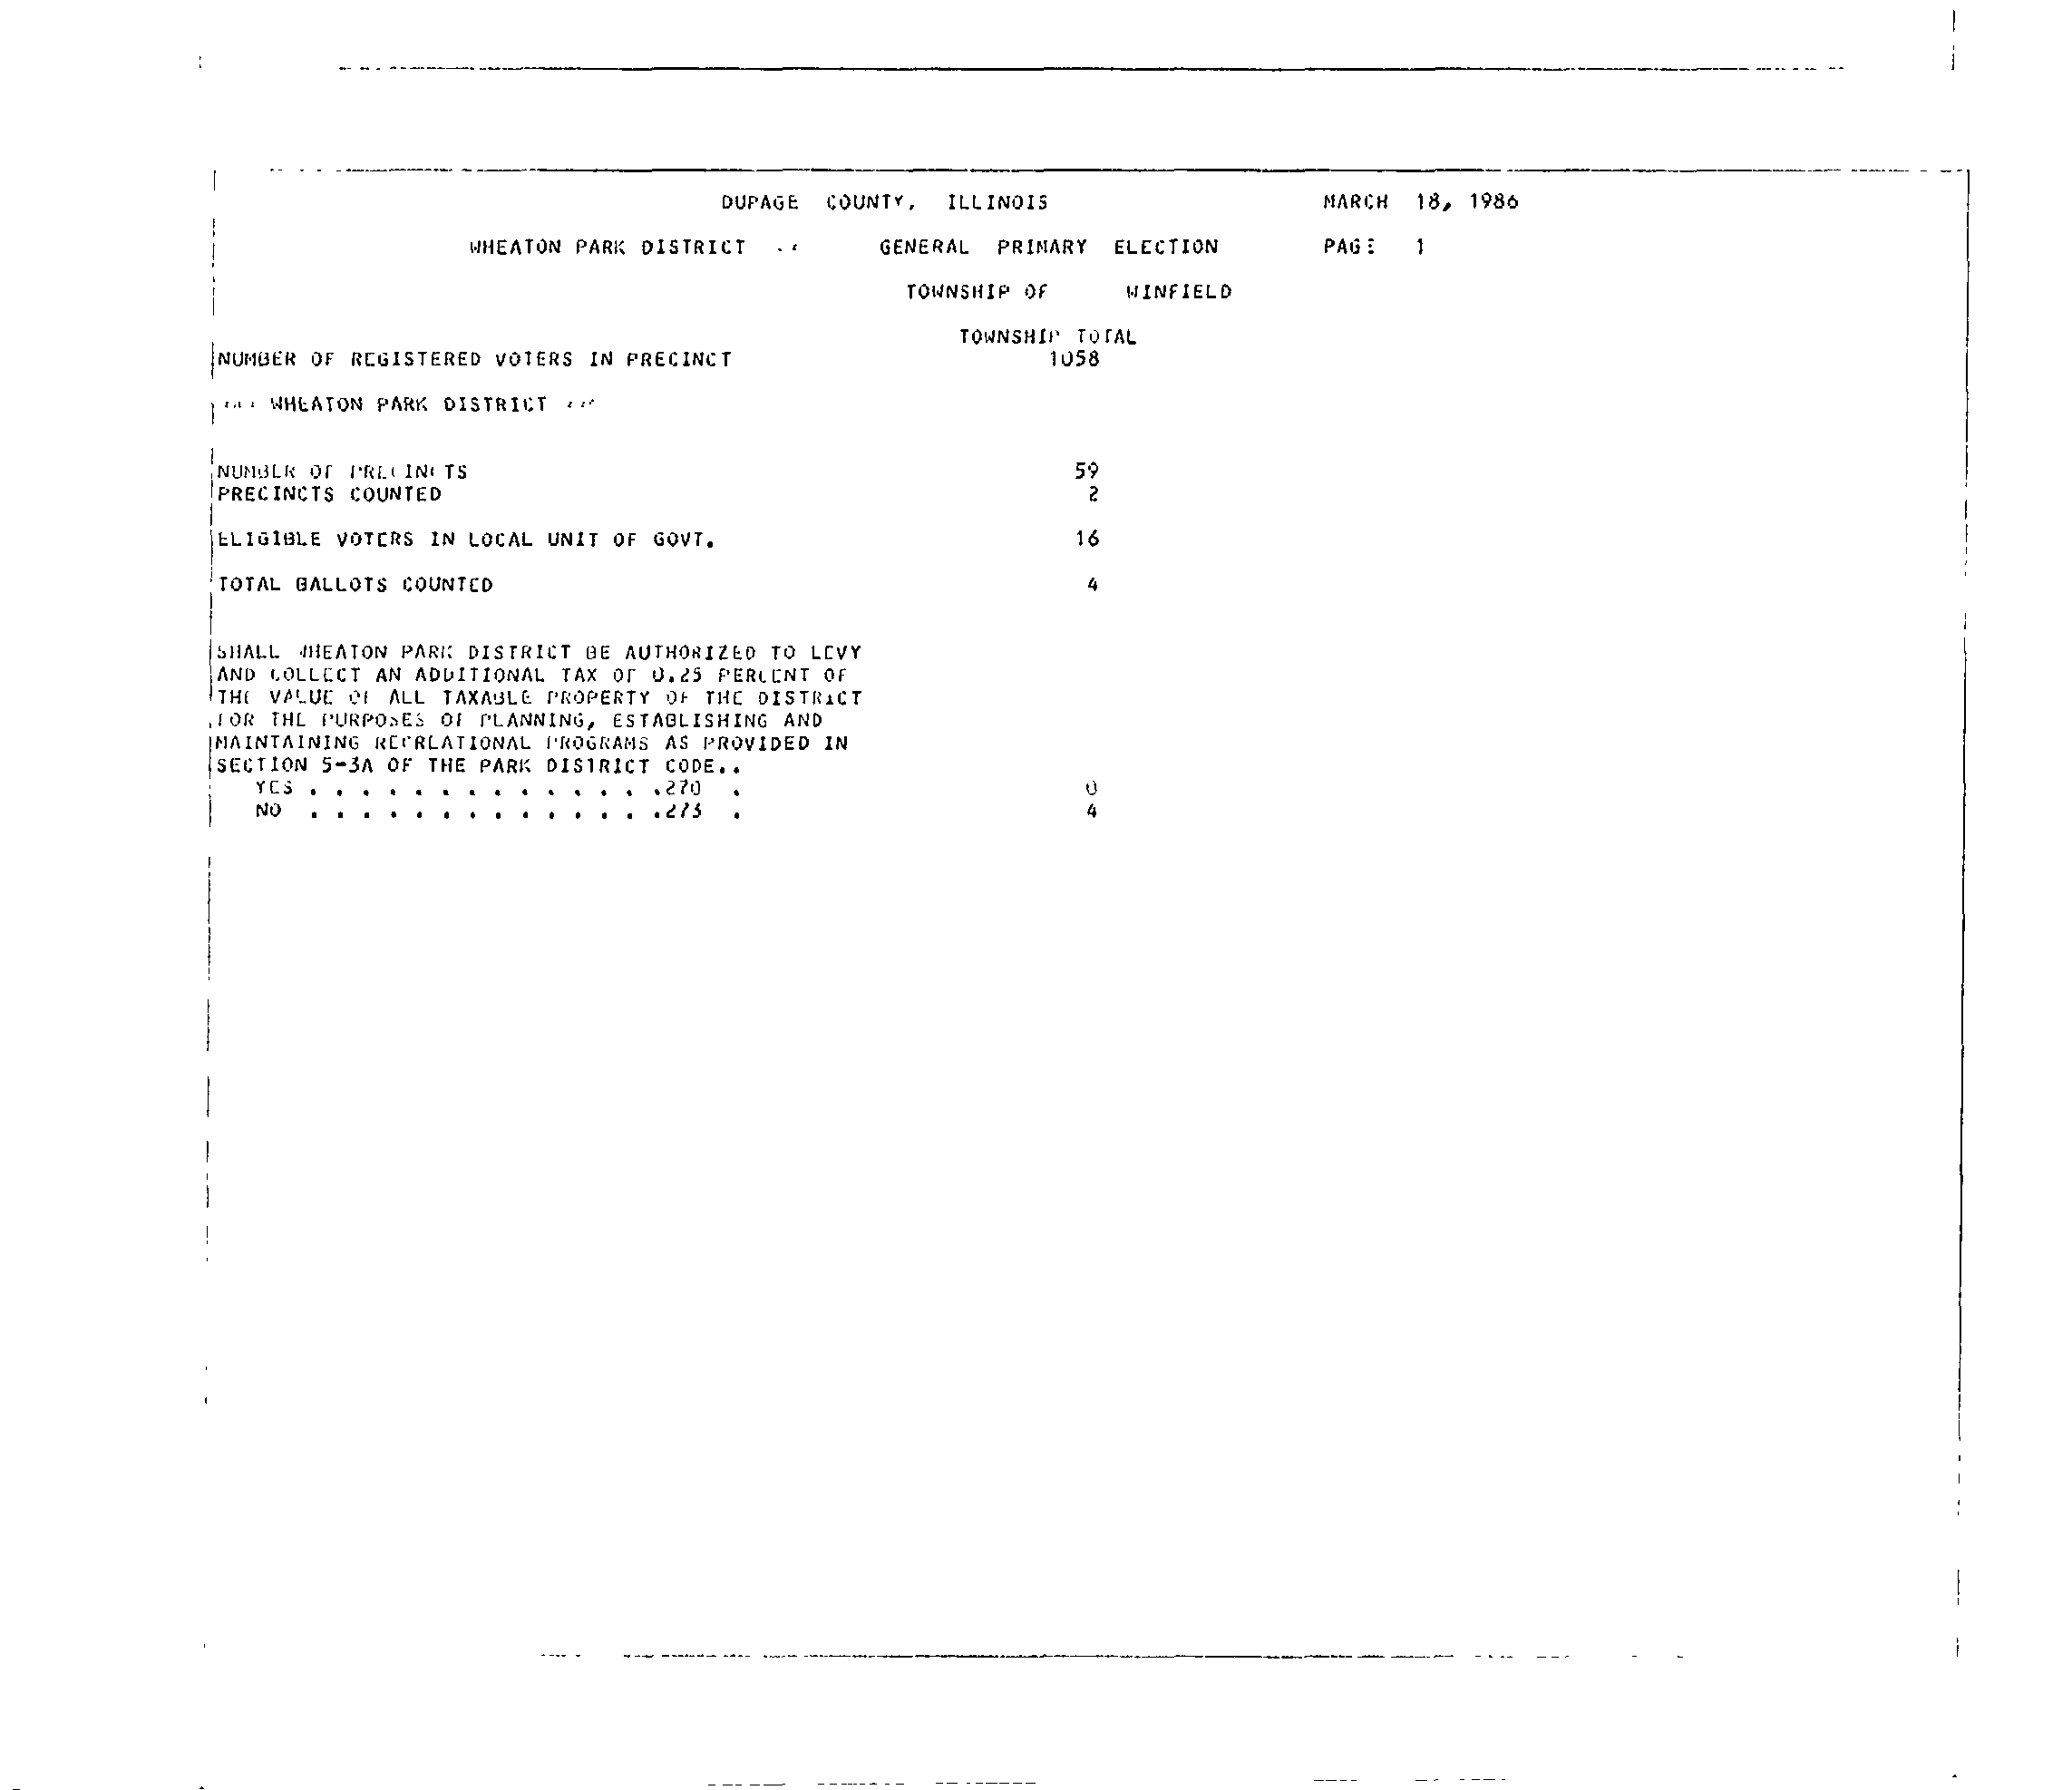 DUPAGE COUNTY, ILLINOIS MARCH 18, 1986
WHEATON PARK DISTRICT GENERAL PRIMARY ELECTION PAGE 1
TOWNSHIP OF WINFIELD
TOWNSHIP TOTAL
NUMBER OF REGISTERED VOTERS IN PRECINCT 1058
WHEATON PARK DISTRICT
NUMBER OF PRECINCTS 59
PRECINCTS COUNTED 2
ELIGIBLE VOTERS IN LOCAL UNIT OF GOVT. 16
TOTAL BALLOTS COUNTED 4
SHALL WHEATON PARK DISTRICT BE AUTHORIZED TO LEVY
AND COLLECT AN ADDITIONAL TAX OF 0.25 PERCENT OF
THE VALUE OF ALL TAXABLE PROPERTY OF THE DISTRICT
FOR THE PURPOSES OF PLANNING, ESTABLISHING AND
MAINTAINING RECREATIONAL PROGRAMS AS PROVIDED IN
SECTION 5-3A OF THE PARK DISTRICT CODE..
YES . . . . . . . . . . . . . .270 . 0
NO . . . . . . . . . . . . . .273 . 4